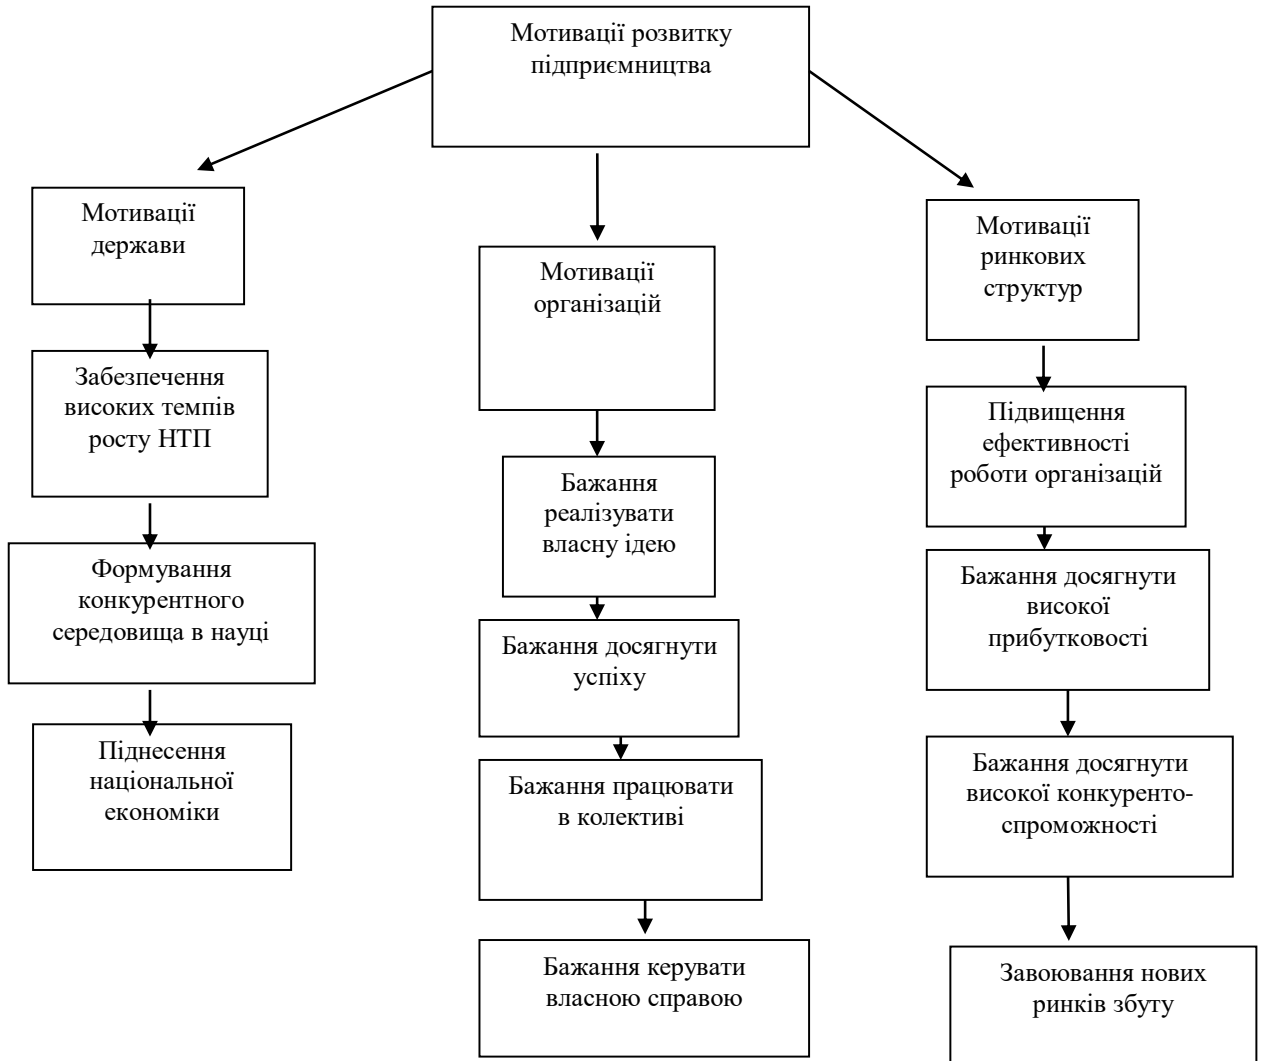 Мотивації розвитку
підприємництва
Мотивації
держави
Забезпечення
високих темпів
росту НТП
Формування
конкурентного
середовища в науці
Піднесення
національної
економіки
Мотивації
організацій
Бажання
реалізувати
власну ідею
Бажання досягнути
успіху
Бажання працювати
в колективі
Бажання керувати
власною справою
Мотивації
ринкових
структур
Підвищення
ефективності
роботи організацій
Бажання досягнути
високої
прибутковості
Бажання досягнути
високої конкуренто-
спроможності
Завоювання нових
ринків збуту